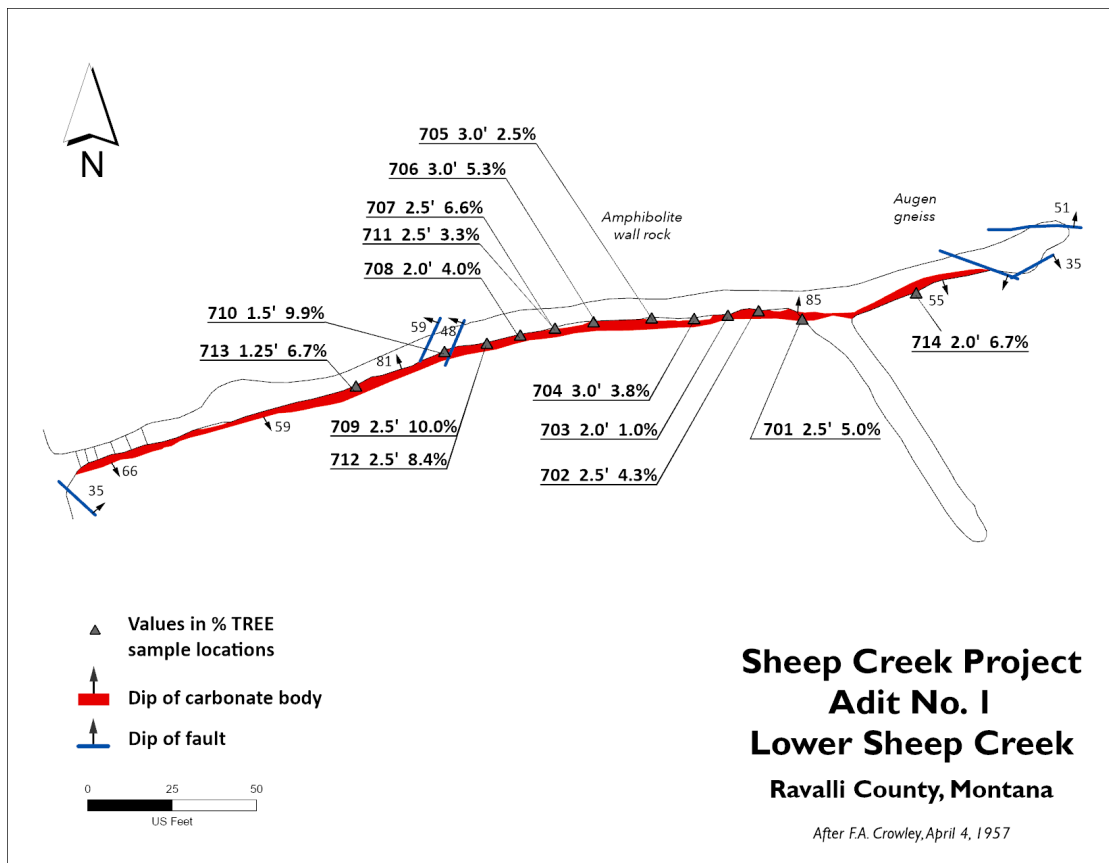 N
705 3.0' 2.5%
706 3.0' 5.3%
707 2.5' 6.6%
711 2.5' 3.3%
708 2.0' 4.0%
710 1.5' 9.9%
713 1.25' 6.7%
Amphibolite
wall rock
Augen
gneiss
51
35
85
55
59
48
81
59
66
35
714 2.0' 6.7%
704 3.0' 3.8%
703 2.0' 1.0%
702 2.5' 4.3%
701 2.5' 5.0%
709 2.5' 10.0%
712 2.5' 8.4%
Values in % TREE
sample locations
Dip of carbonate body
Dip of fault
0 25 50
US Feet
Sheep Creek Project
Adit No. 1
Lower Sheep Creek
Ravalli County, Montana
After F.A. Crowley, April 4, 1957